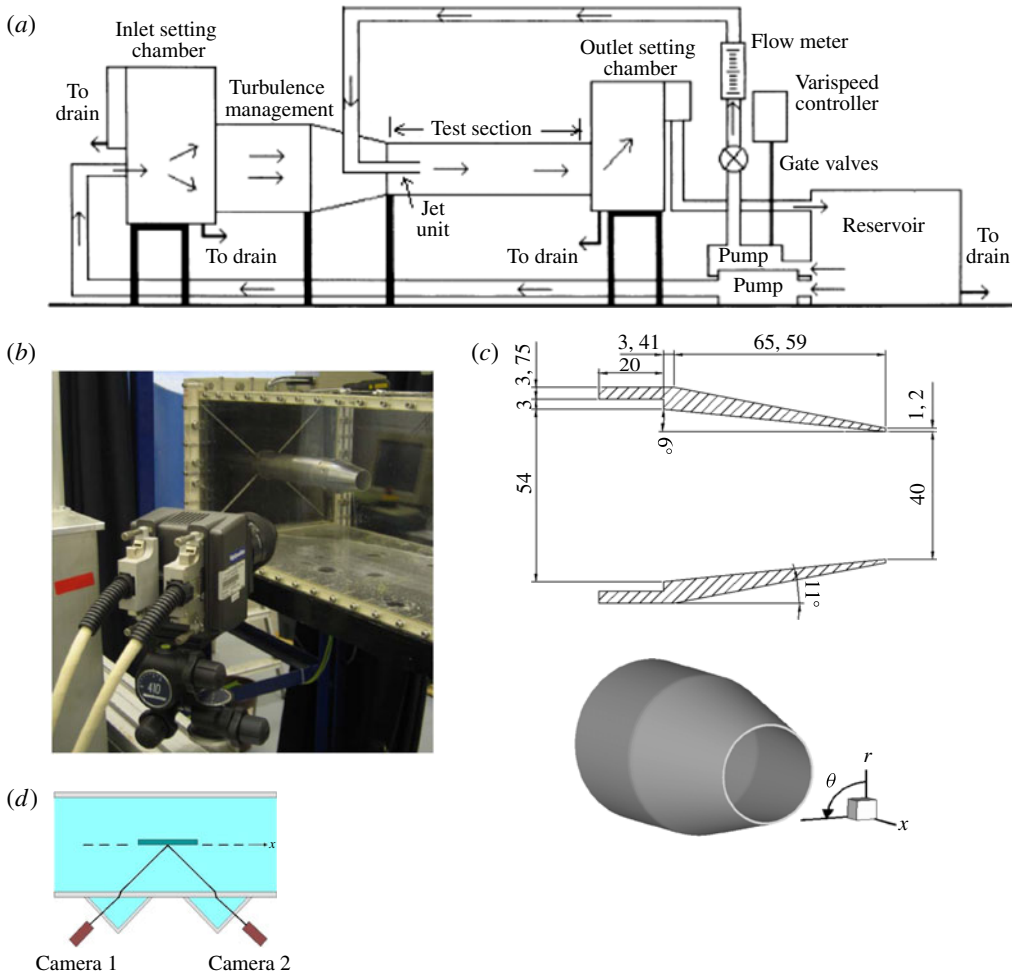 (a)
Inlet setting
chamber
To
drain
Turbulence
management
Test section
Outlet setting
chamber
Flow meter
Varispeed
controller
Gate valves
Jet
unit
Reservoir
To drain
To drain
Pump
Pump
To
drain
(b)
410
(c)
3, 41
65, 59
20
3, 75
3
1, 2
6°
54
40
11°
r
θ
x
(d)
x
Camera 1
Camera 2